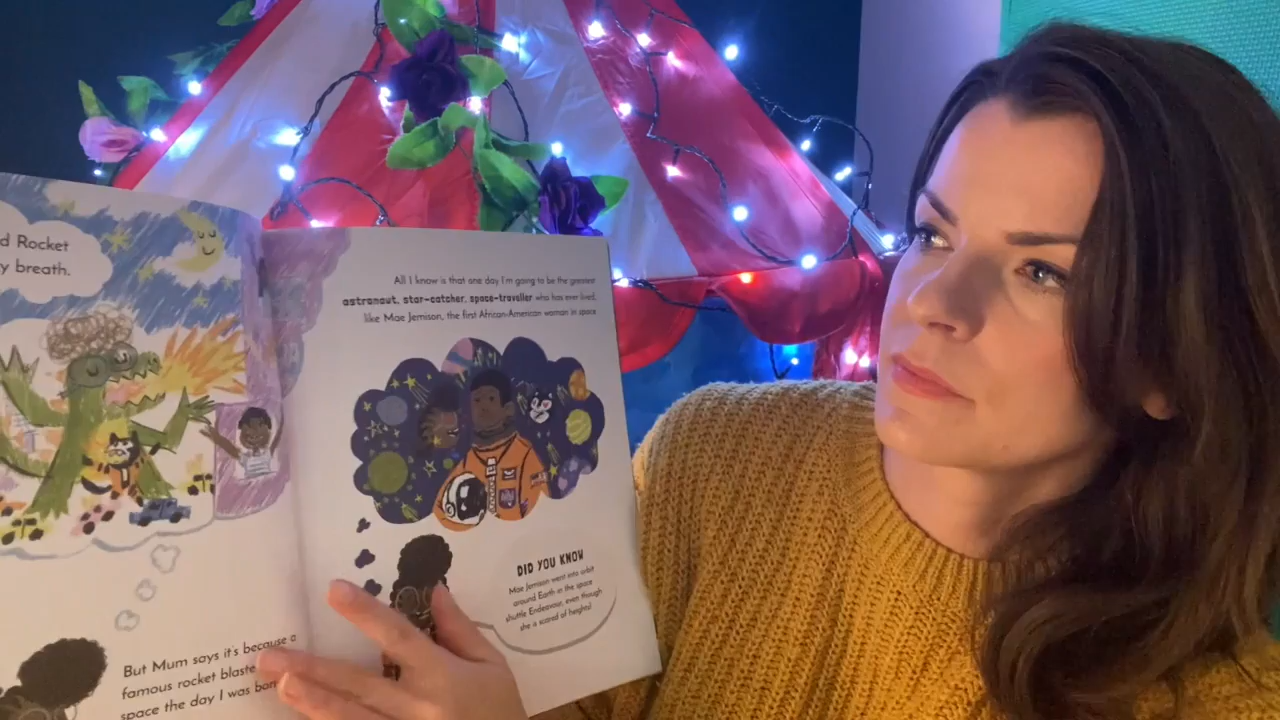 d Rocket
y breath.
But Mum says it's because a
famous rocket blaste
space the day I was bor
All I know is that one day I'm going to be the greatest
astronaut, star-catcher, space-traveller who has ever lived,
like Mae Jemison, the first African-American woman in space
DID YOU KNOW
Mae Jemison went into orbit
around Earth in the space
shuttle Endeavour, even though
she is scared of heights!